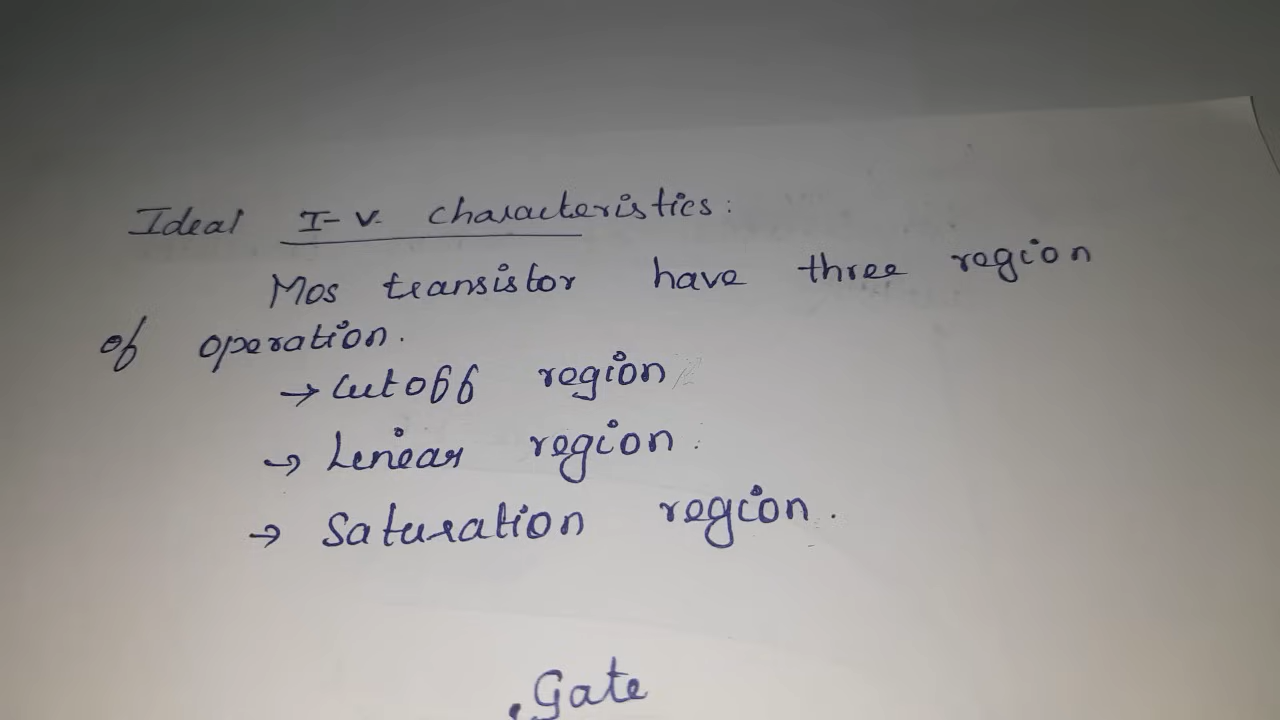 Ideal I-V. characteristics:
Mos transistor have three region
of operation.
→ Cutoff region
→ Linear region.
→ Saturation region.
Gate